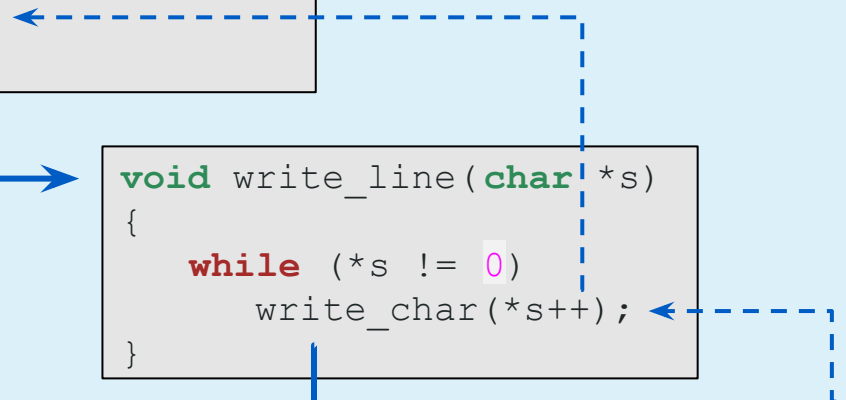 void write_line(char *s)
{
while (*s != 0)
write_char(*s++);
}